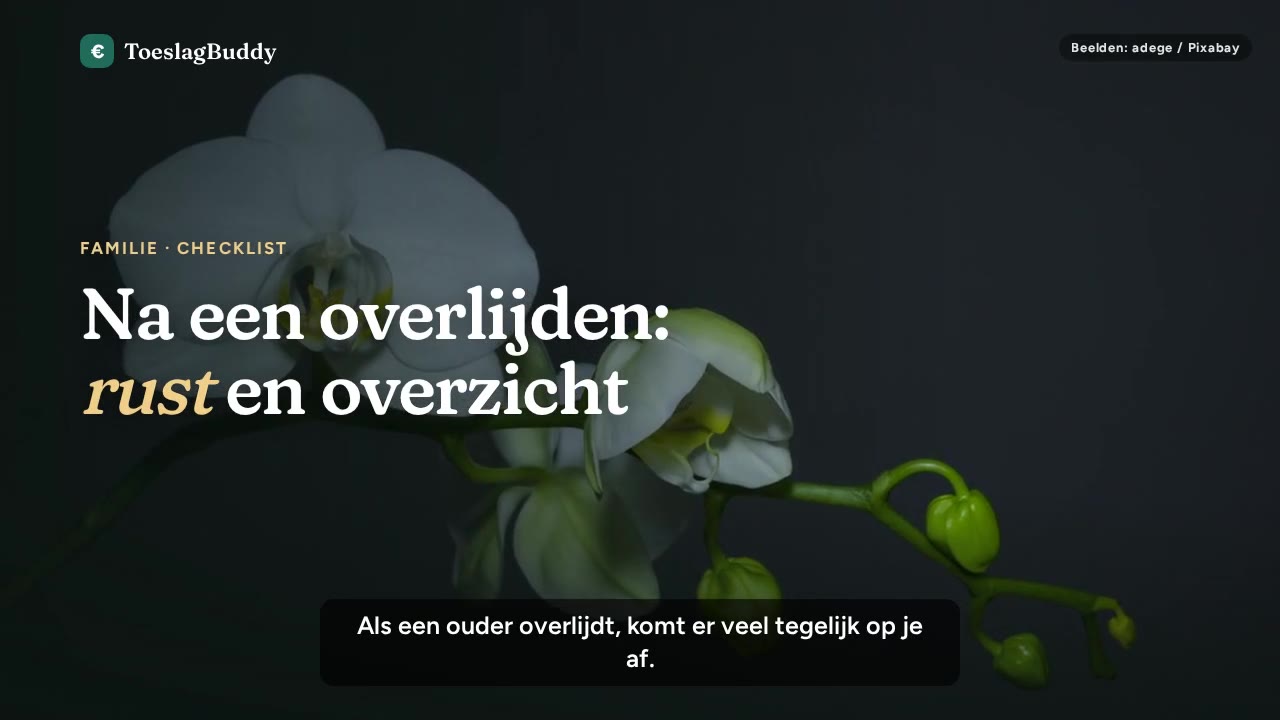 € ToeslagBuddy
Beelden: adege / Pixabay
FAMILIE · CHECKLIST
Na een overlijden:
rust en overzicht
Als een ouder overlijdt, komt er veel tegelijk op je
af.